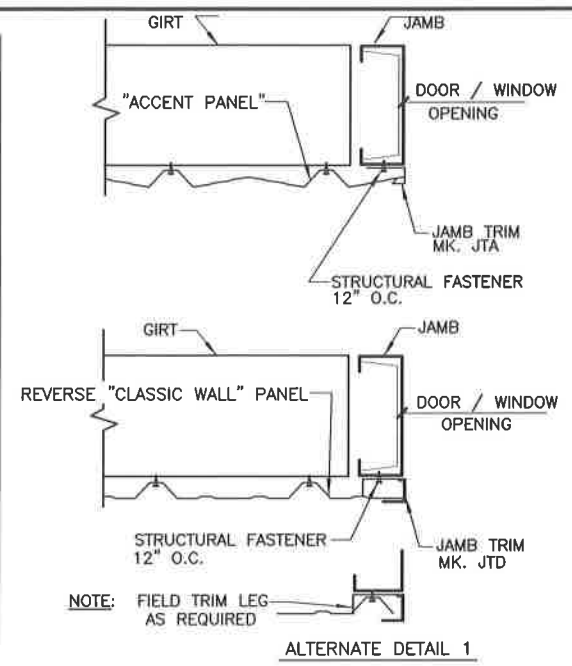 GIRT
JAMB
"ACCENT PANEL"
DOOR / WINDOW
OPENING
JAMB TRIM
MK. JTA
STRUCTURAL FASTENER
12" O.C.
GIRT
JAMB
REVERSE "CLASSIC WALL" PANEL
DOOR / WINDOW
OPENING
STRUCTURAL FASTENER
12" O.C.
JAMB TRIM
MK. JTD
NOTE: FIELD TRIM LEG
AS REQUIRED
ALTERNATE DETAIL 1